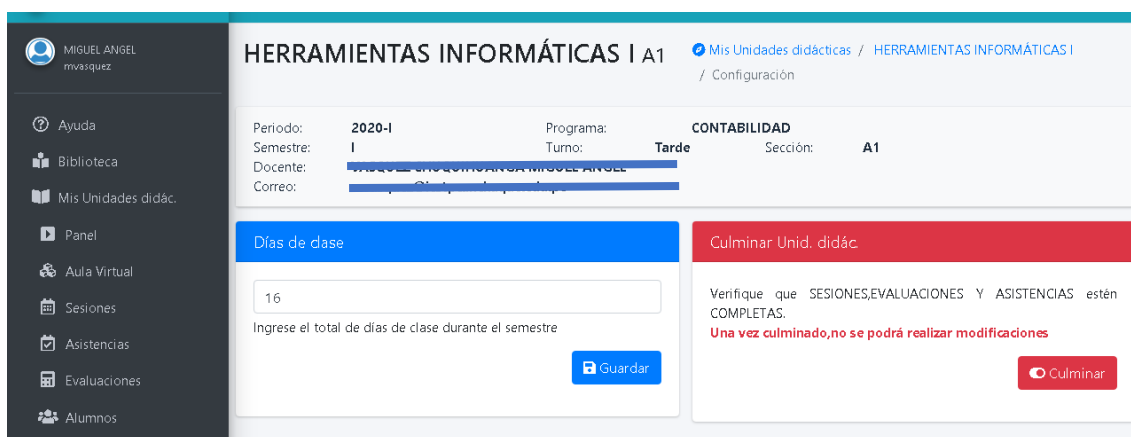 MIGUEL ANGEL
mvasquez
Ayuda
Biblioteca
Mis Unidades didác.
Panel
Aula Virtual
Sesiones
Asistencias
Evaluaciones
Alumnos
HERRAMIENTAS INFORMÁTICAS I A1
Mis Unidades didácticas / HERRAMIENTAS INFORMÁTICAS I
/ Configuración
Periodo: 2020-I Programa: CONTABILIDAD
Semestre: I Turno: Tarde Sección: A1
Docente:
Correo:
Días de clase
16
Ingrese el total de días de clase durante el semestre
Guardar
Culminar Unid. didác.
Verifique que SESIONES,EVALUACIONES Y ASISTENCIAS estén
COMPLETAS.
Una vez culminado,no se podrá realizar modificaciones
Culminar